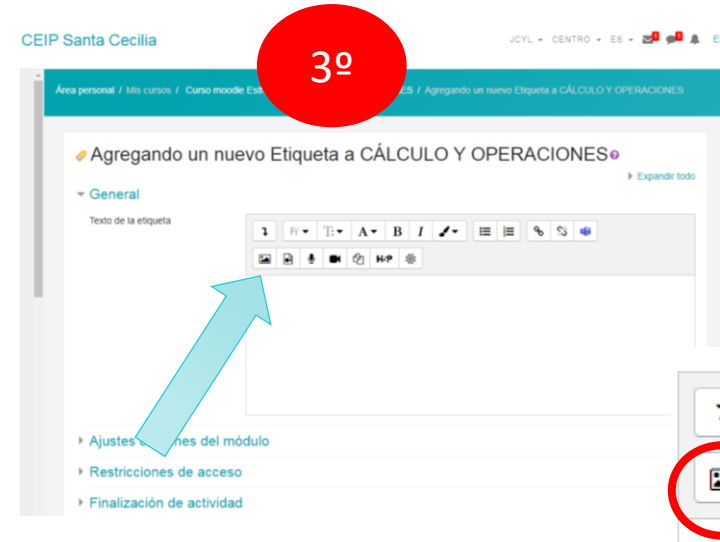 CEIP Santa Cecilia
JCYL CENTRO ES
3º
Área personal / Mis cursos / Curso moodle ES / Agregando un nuevo Etiqueta a CÁLCULO Y OPERACIONES
Agregando un nuevo Etiqueta a CÁLCULO Y OPERACIONES
Expandir todo
General
Texto de la etiqueta
A B I
H-P
Ajustes nes del módulo
Restricciones de acceso
Finalización de actividad